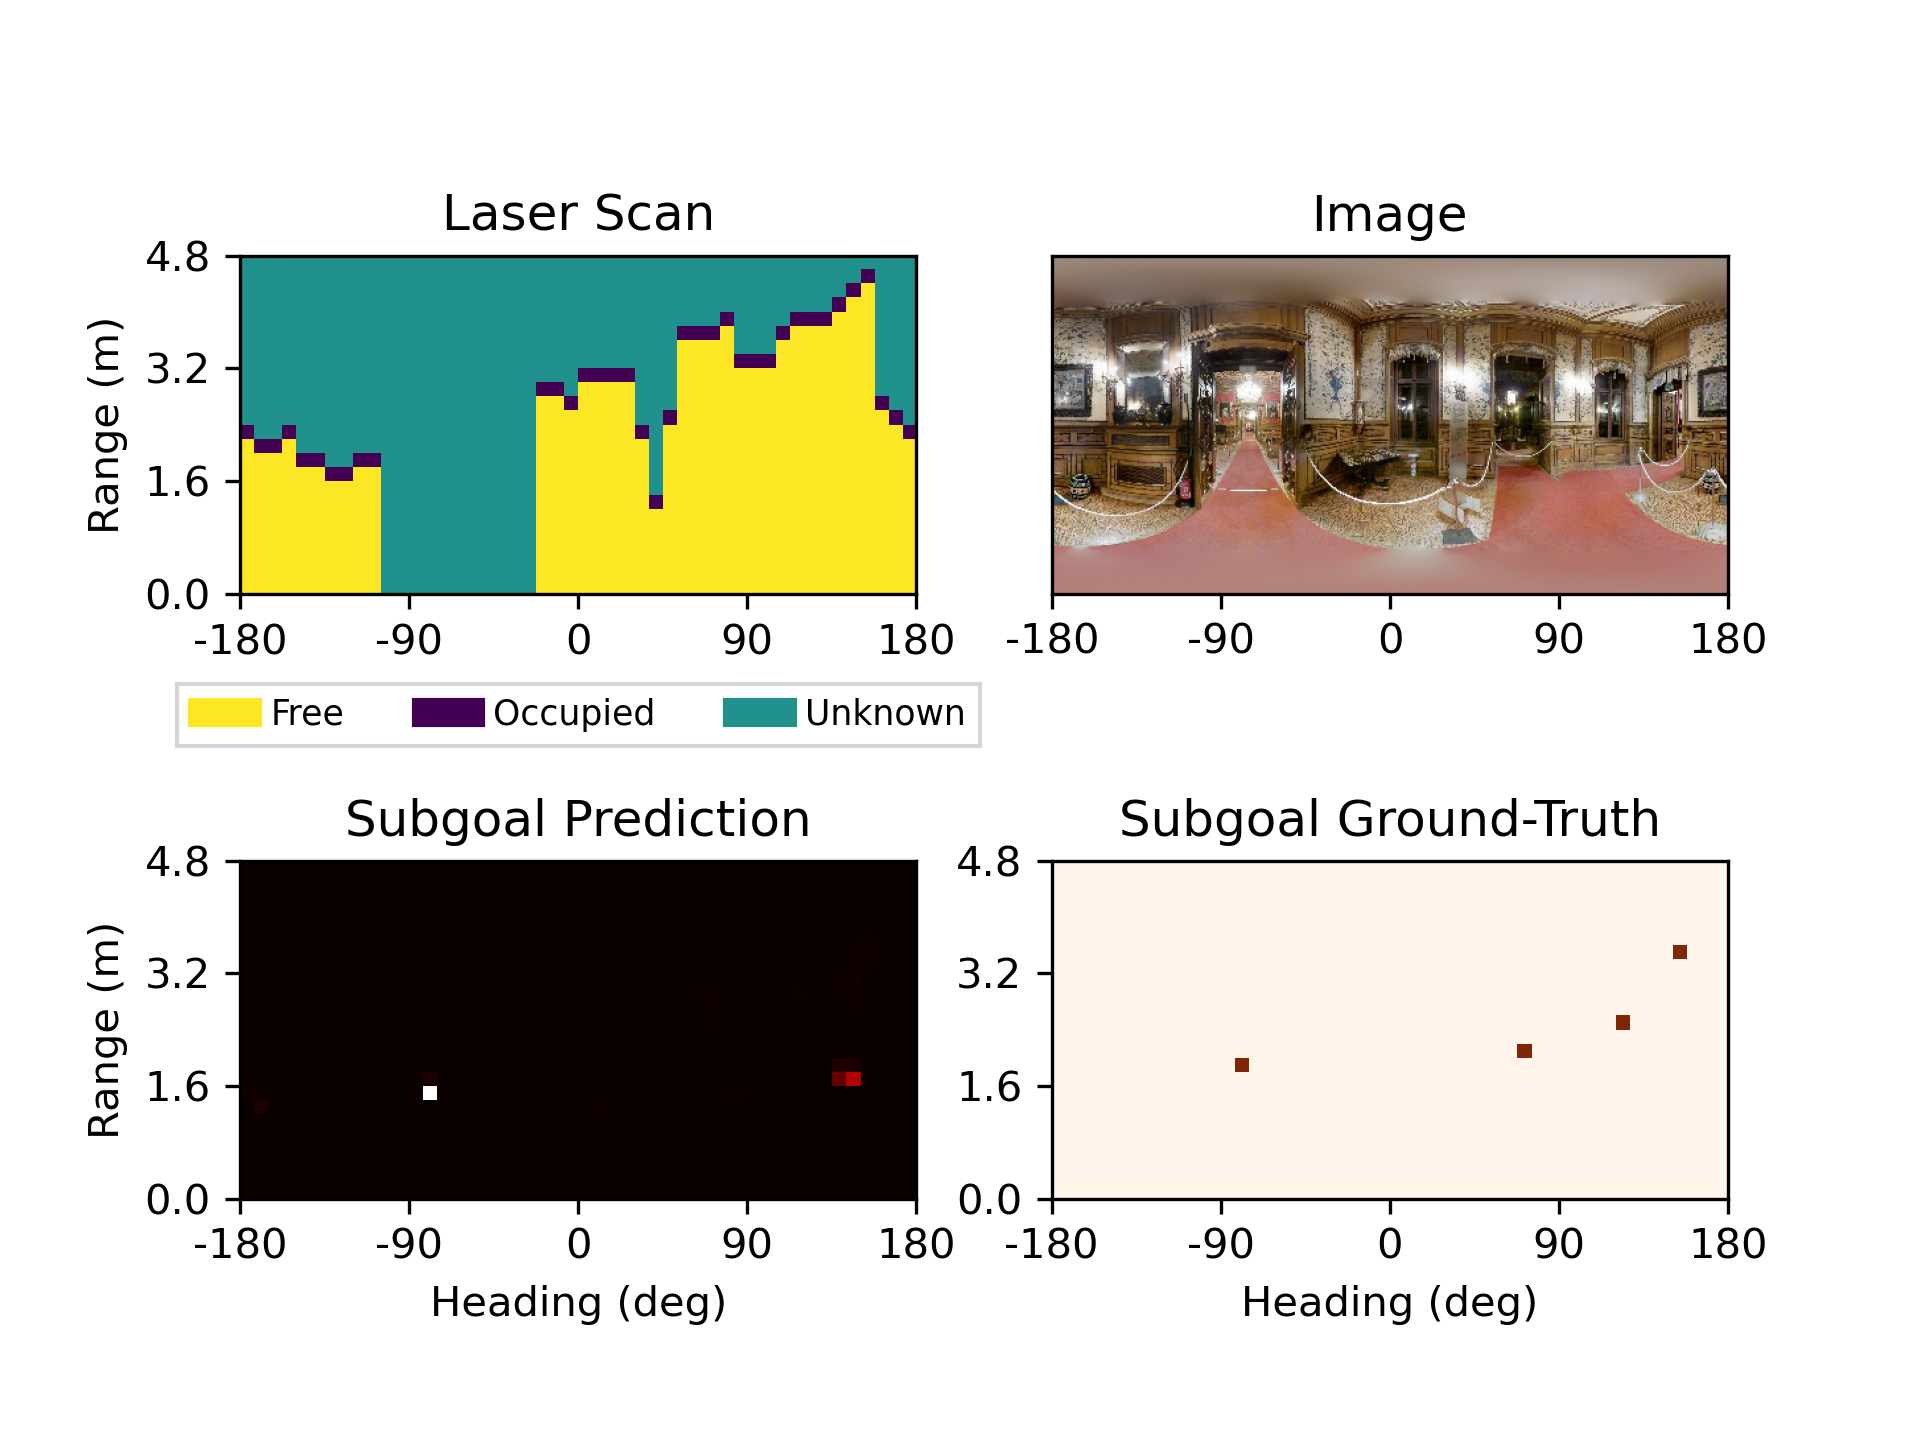 Laser Scan
Image
Range (m)
4.8
3.2
1.6
0.0
-180 -90 0 90 180
-180 -90 0 90 180
Free Occupied Unknown
Subgoal Prediction
Subgoal Ground-Truth
Range (m)
4.8
3.2
1.6
0.0
4.8
3.2
1.6
0.0
-180 -90 0 90 180
-180 -90 0 90 180
Heading (deg)
Heading (deg)